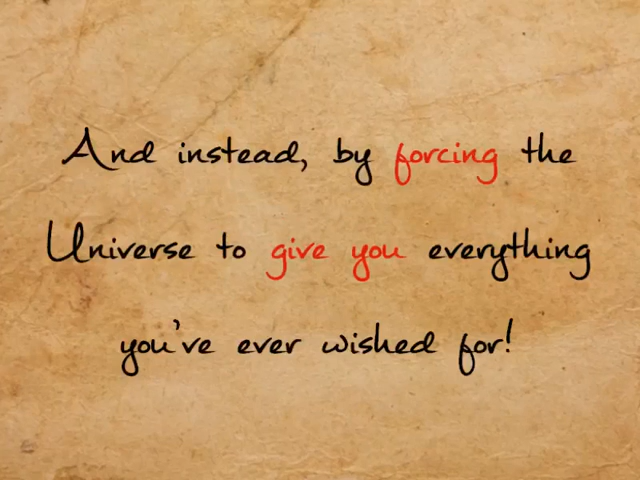 And instead, by forcing the
Universe to give you everything
you've ever wished for!